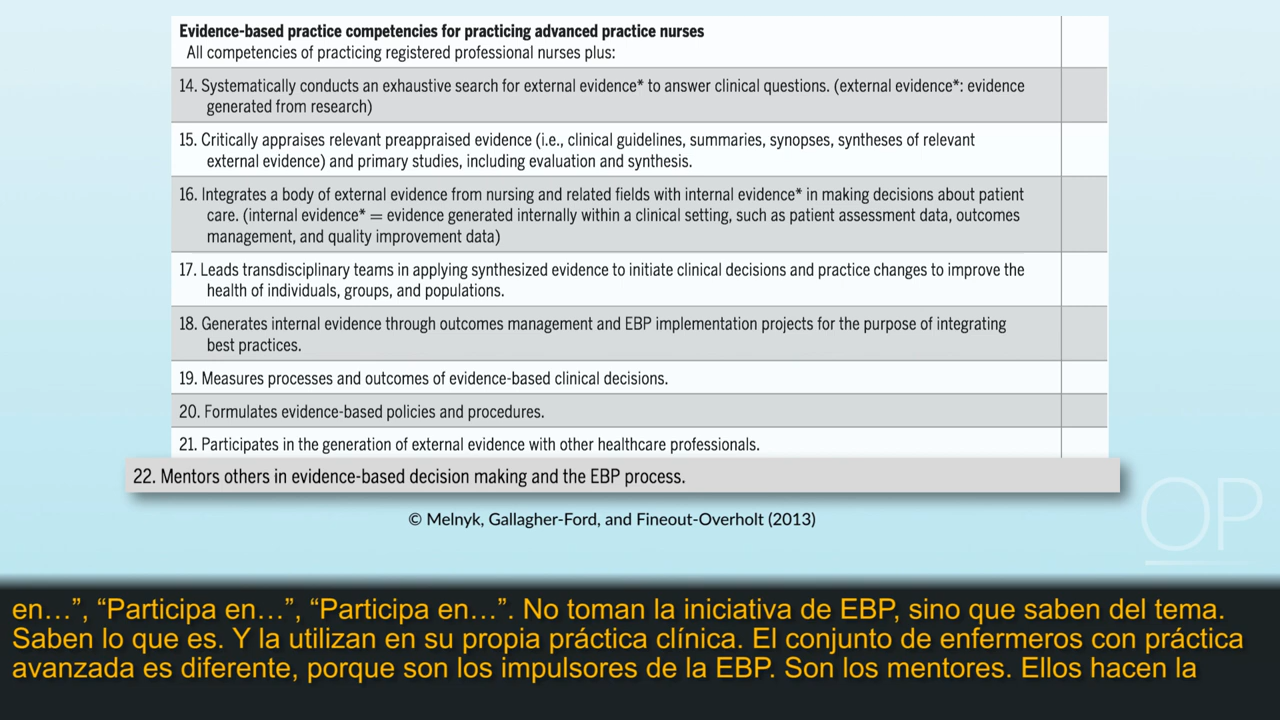 Evidence-based practice competencies for practicing advanced practice nurses
All competencies of practicing registered professional nurses plus:
14. Systematically conducts an exhaustive search for external evidence* to answer clinical questions. (external evidence*: evidence
generated from research)
15. Critically appraises relevant preappraised evidence (i.e., clinical guidelines, summaries, synopses, syntheses of relevant
external evidence) and primary studies, including evaluation and synthesis.
16. Integrates a body of external evidence from nursing and related fields with internal evidence* in making decisions about patient
care. (internal evidence* = evidence generated internally within a clinical setting, such as patient assessment data, outcomes
management, and quality improvement data)
17. Leads transdisciplinary teams in applying synthesized evidence to initiate clinical decisions and practice changes to improve the
health of individuals, groups, and populations.
18. Generates internal evidence through outcomes management and EBP implementation projects for the purpose of integrating
best practices.
19. Measures processes and outcomes of evidence-based clinical decisions.
20. Formulates evidence-based policies and procedures.
21. Participates in the generation of external evidence with other healthcare professionals.
22. Mentors others in evidence-based decision making and the EBP process.
© Melnyk, Gallagher-Ford, and Fineout-Overholt (2013)
OP
en…”, “Participa en…”, “Participa en…”. No toman la iniciativa de EBP, sino que saben del tema.
Saben lo que es. Y la utilizan en su propia práctica clínica. El conjunto de enfermeros con práctica
avanzada es diferente, porque son los impulsores de la EBP. Son los mentores. Ellos hacen la